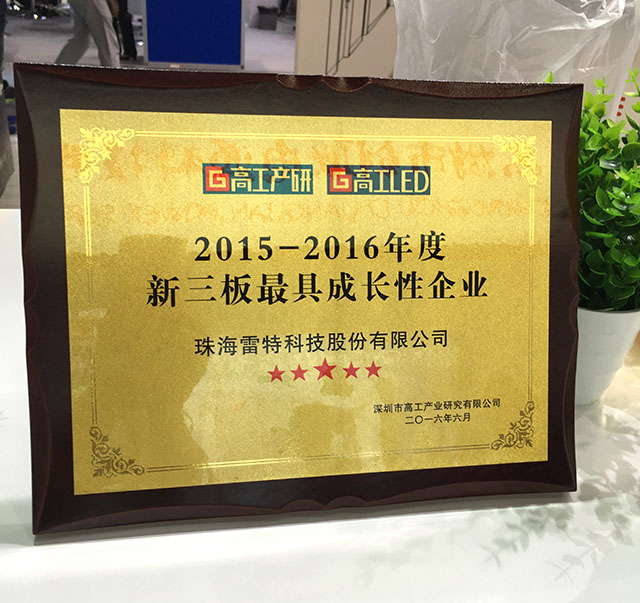 G高工产研 G高工LED
2015-2016年度
新三板最具成长性企业
珠海雷特科技股份有限公司
深圳市高工产业研究有限公司
二〇一六年六月